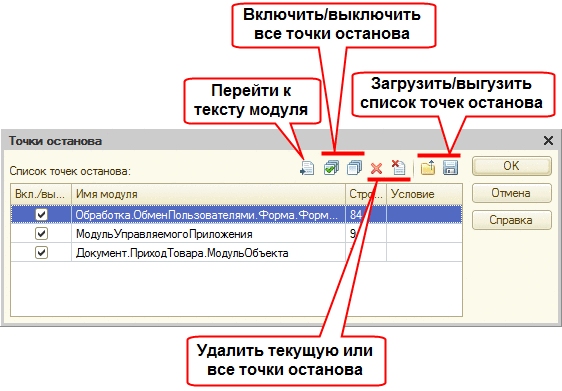 Включить/выключить
все точки останова
Перейти к
тексту модуля
Загрузить/выгузить
список точек останова
Точки останова
Список точек останова:
OK
Вкл./вы... Имя модуля Стро... Условие
Обработка.ОбменПользователями.Форма.Форм... 84
МодульУправляемогоПриложения 9
Документ.ПриходТовара.МодульОбъекта
Отмена
Справка
Удалить текущую или
все точки останова